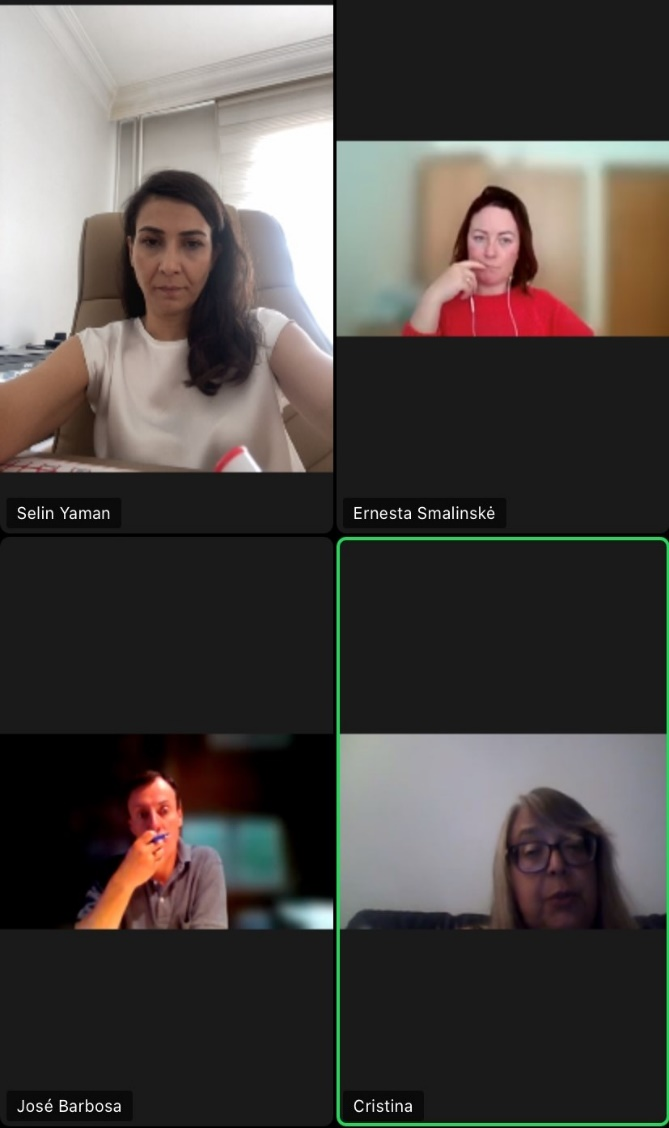 Selin Yaman
Ernesta Smalinskė
José Barbosa
Cristina